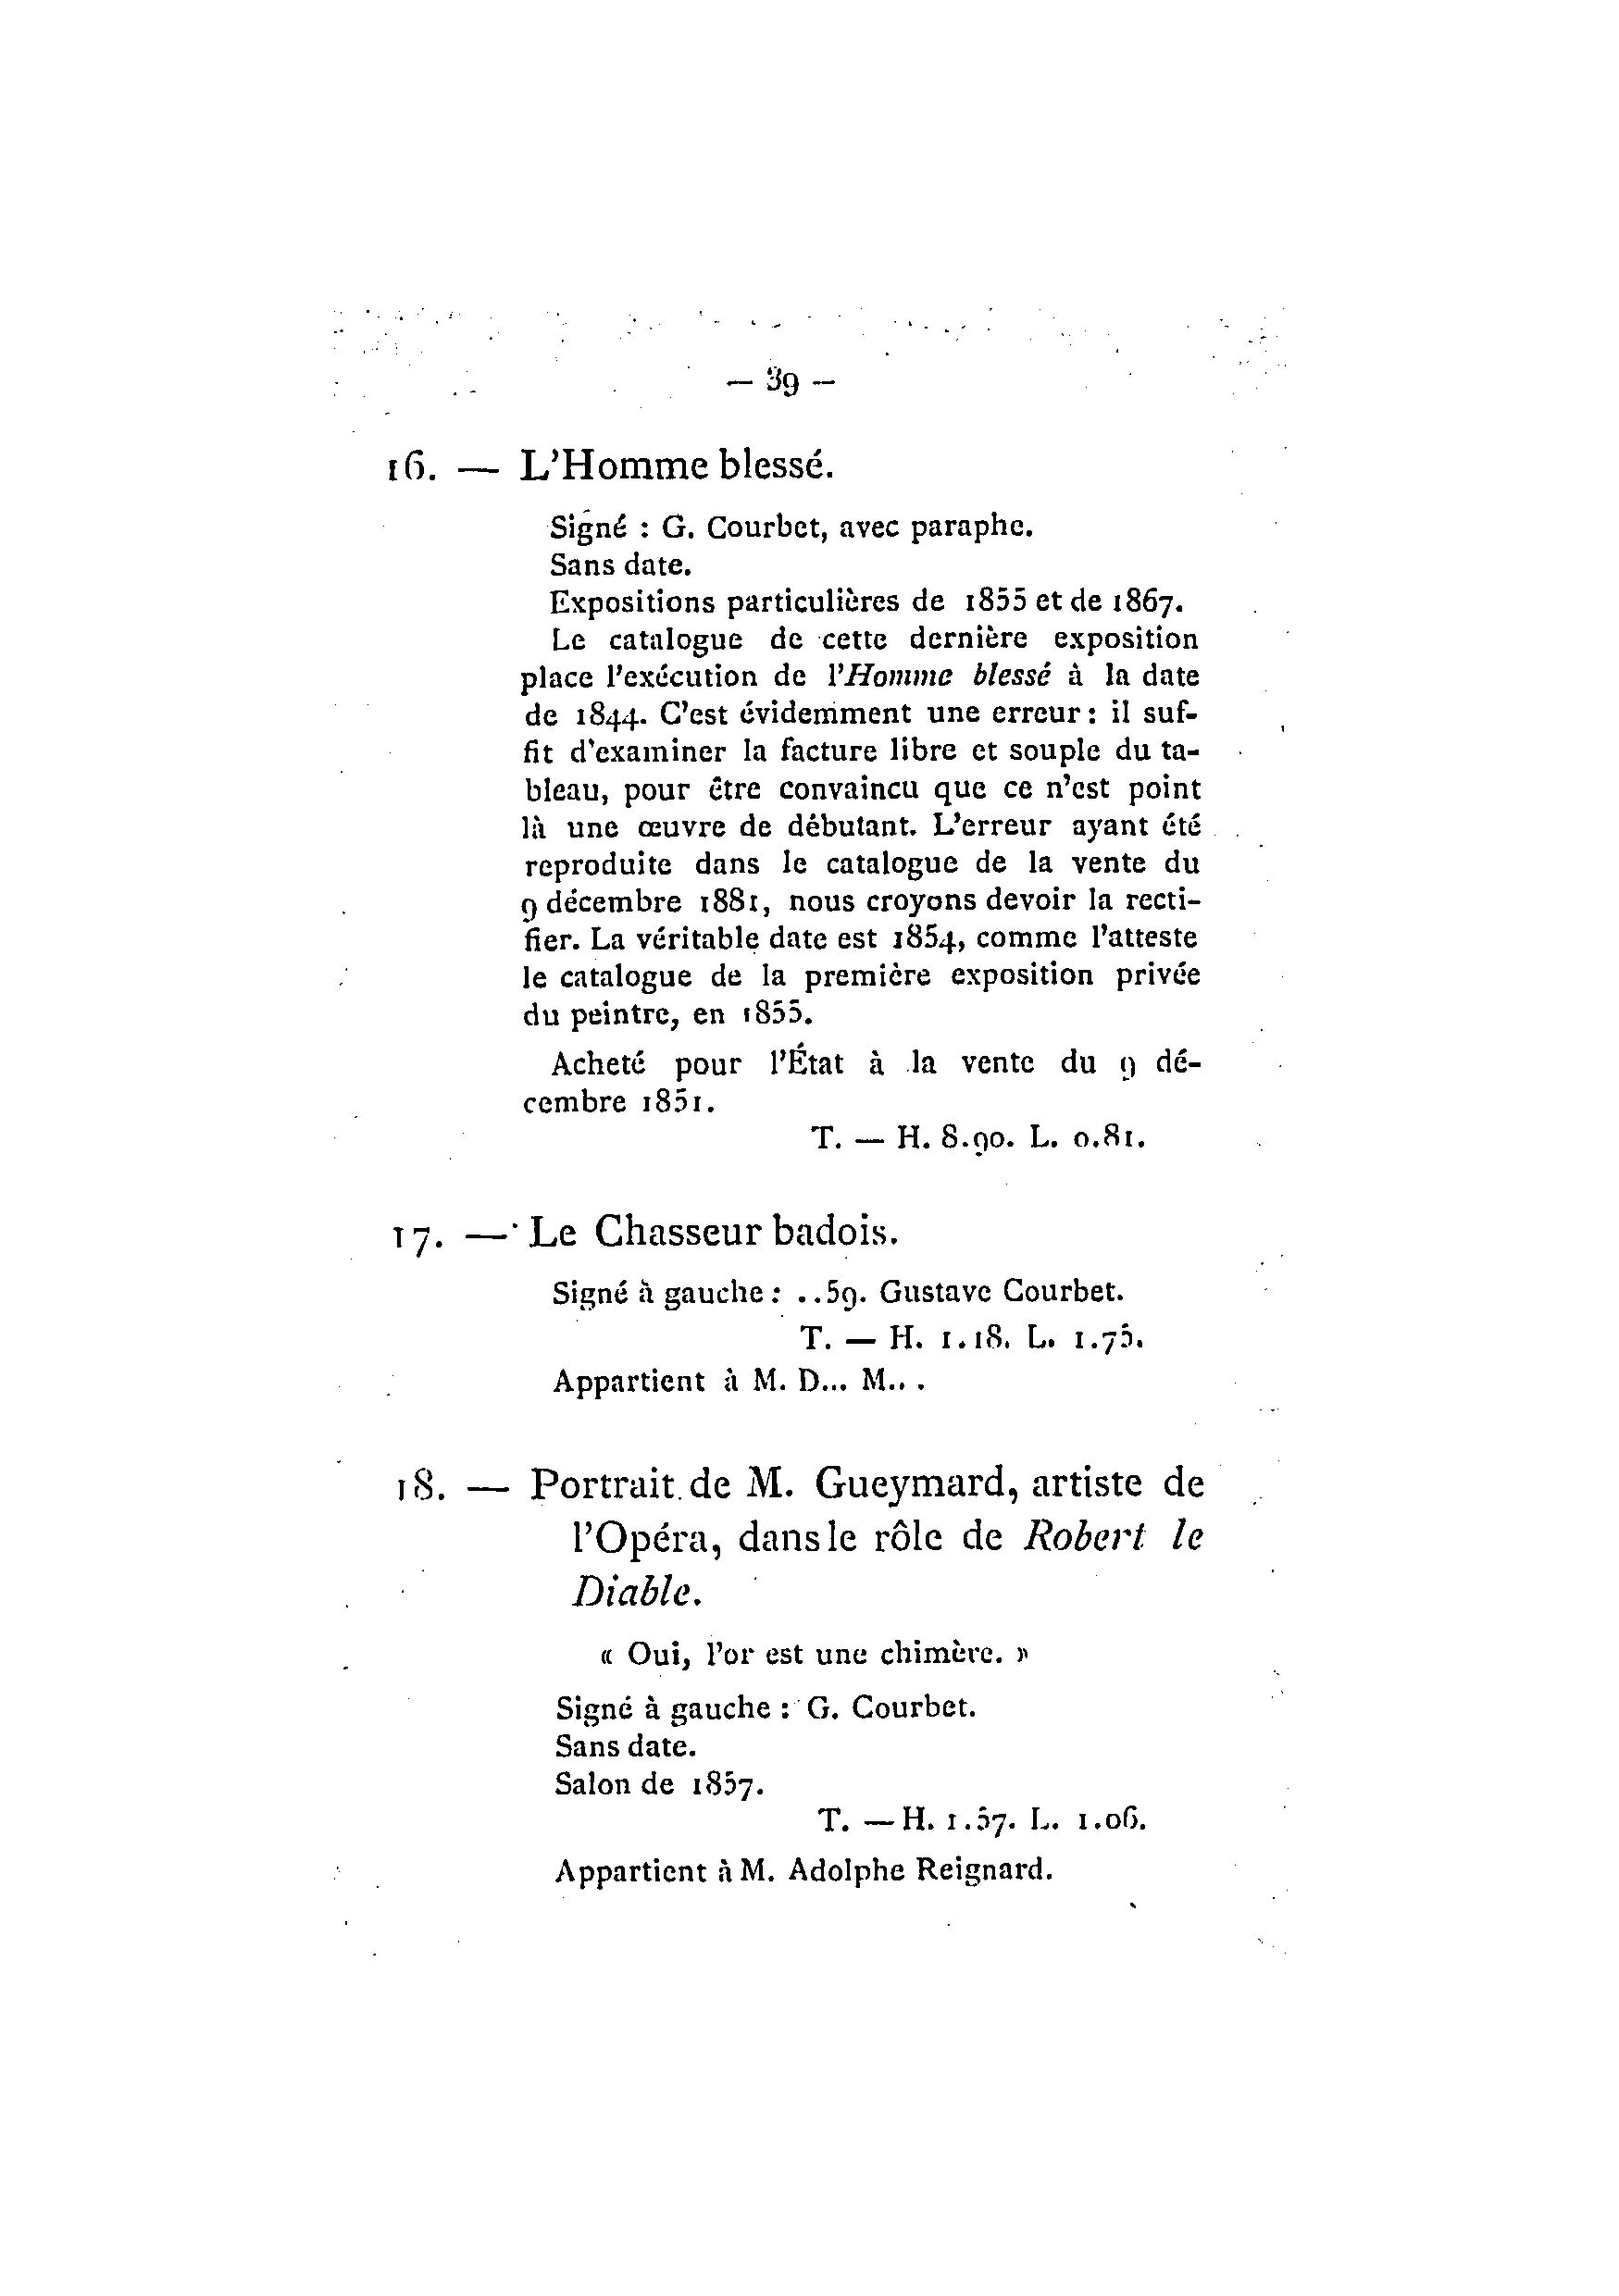 — 39 —
16. — L'Homme blessé.
Signé : G. Courbet, avec paraphe.
Sans date.
Expositions particulières de 1855 et de 1867.
Le catalogue de cette dernière exposition
place l'exécution de l'Homme blessé à la date
de 1844. C'est évidemment une erreur : il suf-
fit d'examiner la facture libre et souple du ta-
bleau, pour être convaincu que ce n'est point
là une œuvre de débutant. L'erreur ayant été
reproduite dans le catalogue de la vente du
9 décembre 1881, nous croyons devoir la recti-
fier. La véritable date est 1854, comme l'atteste
le catalogue de la première exposition privée
du peintre, en 1855.
Acheté pour l'État à la vente du 9 dé-
cembre 1851.
T. — H. 8.90. L. 0.81.
17. — Le Chasseur badois.
Signé à gauche : ..59. Gustave Courbet.
T. — H. 1.18. L. 1.75.
Appartient à M. D... M...
18. — Portrait de M. Gueymard, artiste de
l'Opéra, dans le rôle de Robert le
Diable.
« Oui, l'or est une chimère. »
Signé à gauche : G. Courbet.
Sans date.
Salon de 1857.
T. — H. 1.57. L. 1.06.
Appartient à M. Adolphe Reignard.